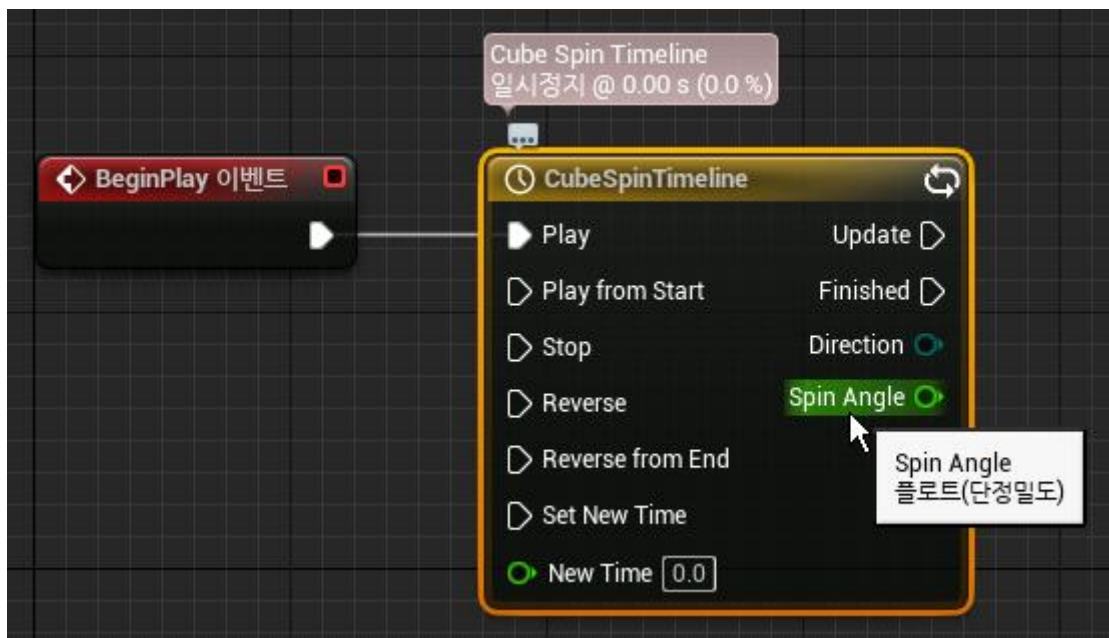 Cube Spin Timeline
일시정지 @ 0.00 s (0.0 %)
BeginPlay 이벤트
CubeSpinTimeline
Play
Update
Play from Start
Finished
Stop
Direction
Reverse
Spin Angle
Reverse from End
Spin Angle
플로트(단정밀도)
Set New Time
New Time 0.0